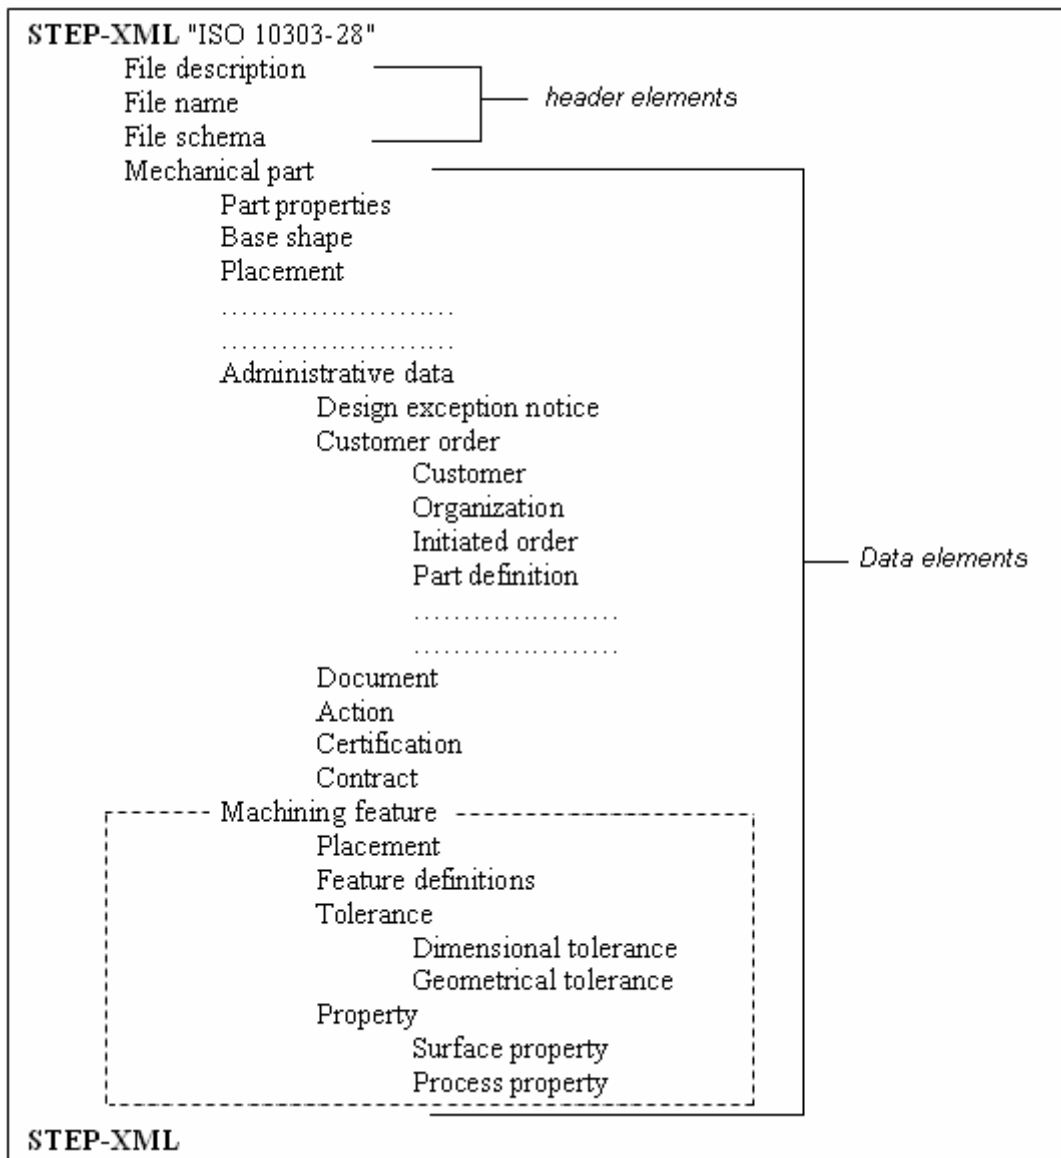 STEP-XML "ISO 10303-28"
File description
File name
header elements
File schema
Mechanical part
Part properties
Base shape
Placement
........................
........................
Administrative data
Design exception notice
Customer order
Customer
Organization
Initiated order
Part definition
Data elements
.....................
.....................
Document
Action
Certification
Contract
Machining feature
Placement
Feature definitions
Tolerance
Dimensional tolerance
Geometrical tolerance
Property
Surface property
Process property
STEP-XML